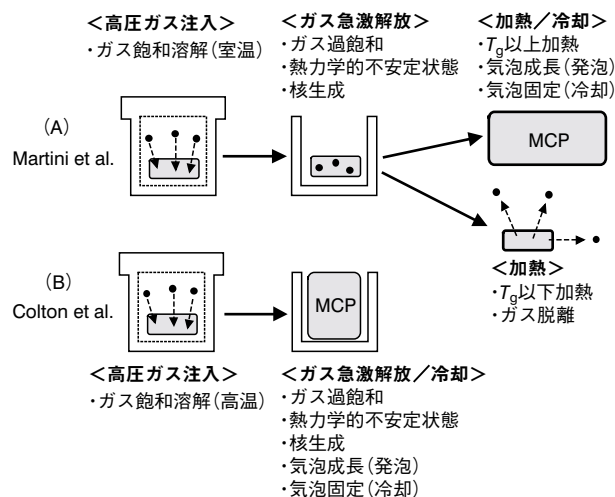 <高圧ガス注入>
・ガス飽和溶解(室温)
<ガス急激解放>
・ガス過飽和
・熱力学的不安定状態
・核生成
<加熱/冷却>
・Tg以上加熱
・気泡成長(発泡)
・気泡固定(冷却)
(A)
Martini et al.
MCP
<加熱>
・Tg以下加熱
・ガス脱離
(B)
Colton et al.
MCP
<高圧ガス注入>
・ガス飽和溶解(高温)
<ガス急激解放/冷却>
・ガス過飽和
・熱力学的不安定状態
・核生成
・気泡成長(発泡)
・気泡固定(冷却)